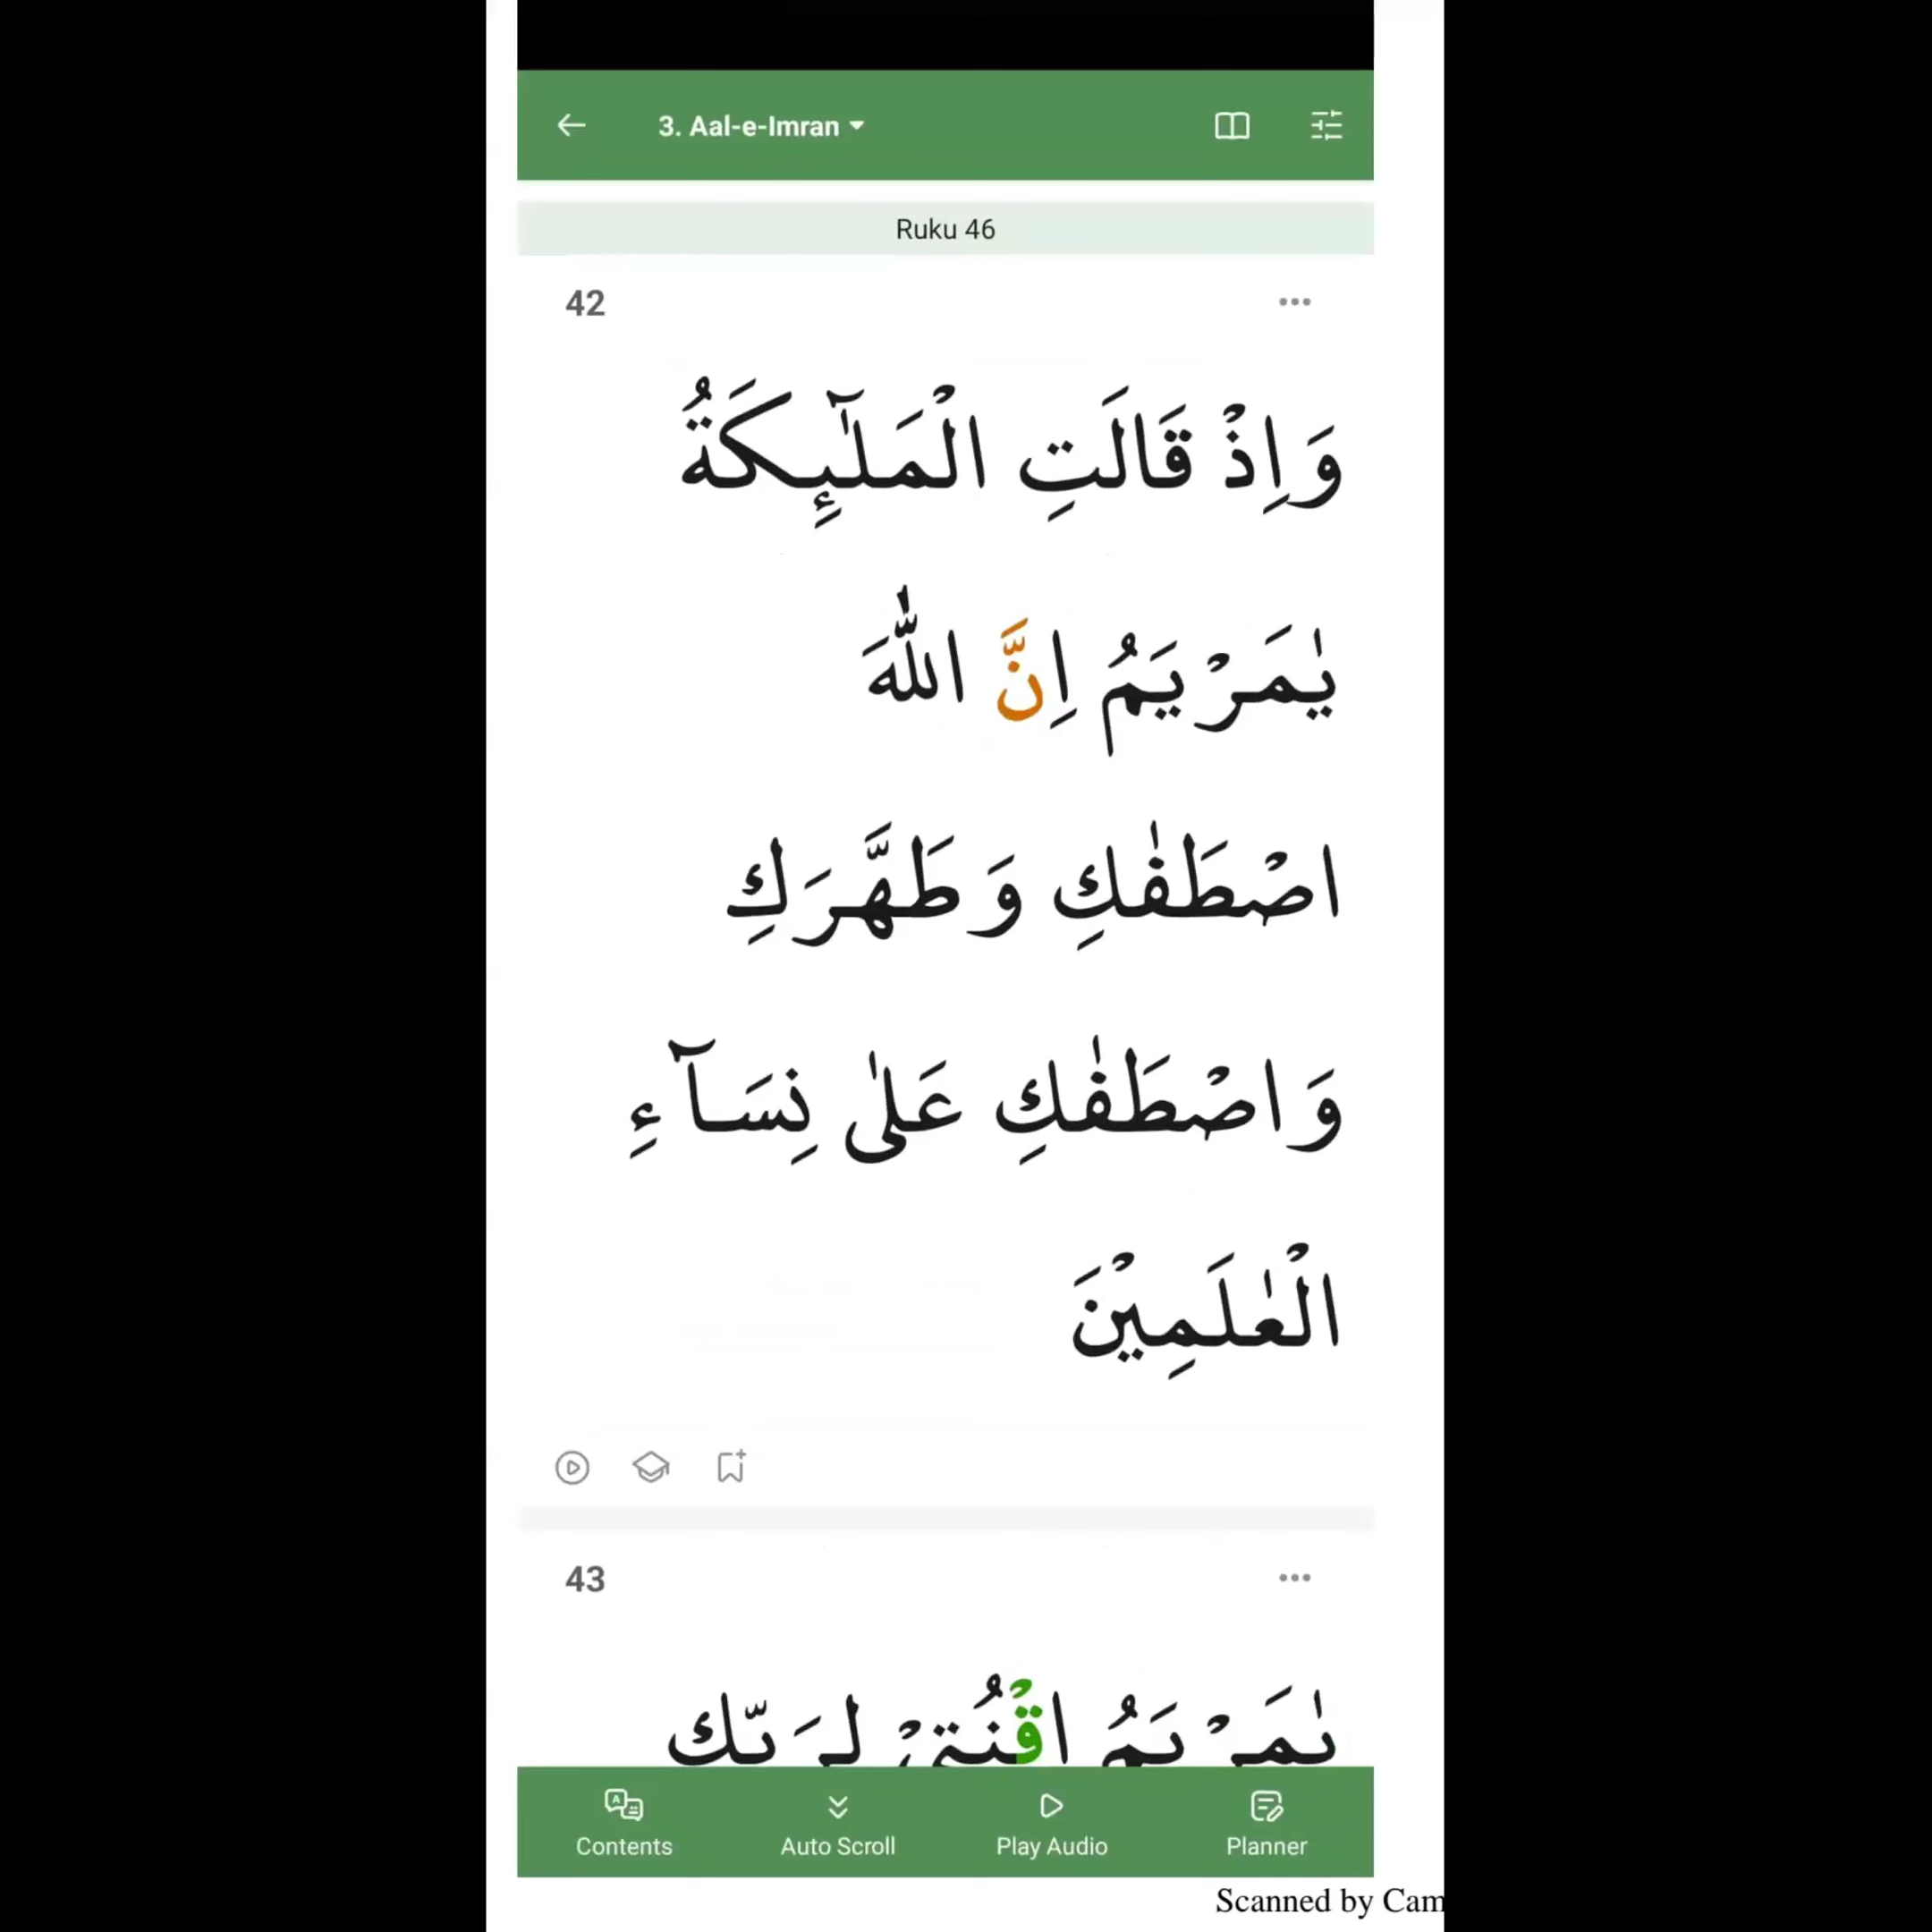 3. Aal-e-Imran
Ruku 46
42
وَاِذْ قَالَتِ الْمَلٰٓئِكَةُ
يٰمَرْيَمُ اِنَّ اللّٰهَ
اصْطَفٰكِ وَ طَهَّرَكِ
وَاصْطَفٰكِ عَلٰى نِسَآءِ
الْعٰلَمِيْنَ
43
يٰمَرْيَمُ اقْنُتِيْ لِرَبِّكِ
Contents Auto Scroll Play Audio Planner
Scanned by Cam